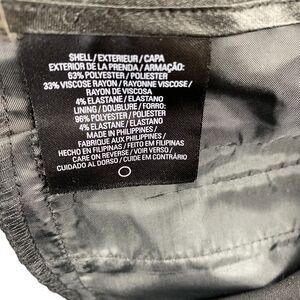 SHELL / EXTERIEUR / CAPA
EXTERIOR DE LA PRENDA / ARMAÇÃO:
63% POLYESTER / POLIESTER
33% VISCOSE RAYON / RAYONNE VISCOSE /
RAYON DE VISCOSA
4% ELASTANE / ELASTANO
LINING / DOUBLURE / FORRO:
96% POLYESTER / POLIESTER
4% ELASTANE / ELASTANO
MADE IN PHILIPPINES /
FABRIQUE AUX PHILIPPINES /
HECHO EN FILIPINAS / FEITO EM FILIPINAS
CARE ON REVERSE / VOIR VERSO /
CUIDADO AL DORSO / CUIDE EM CONTRÁRIO